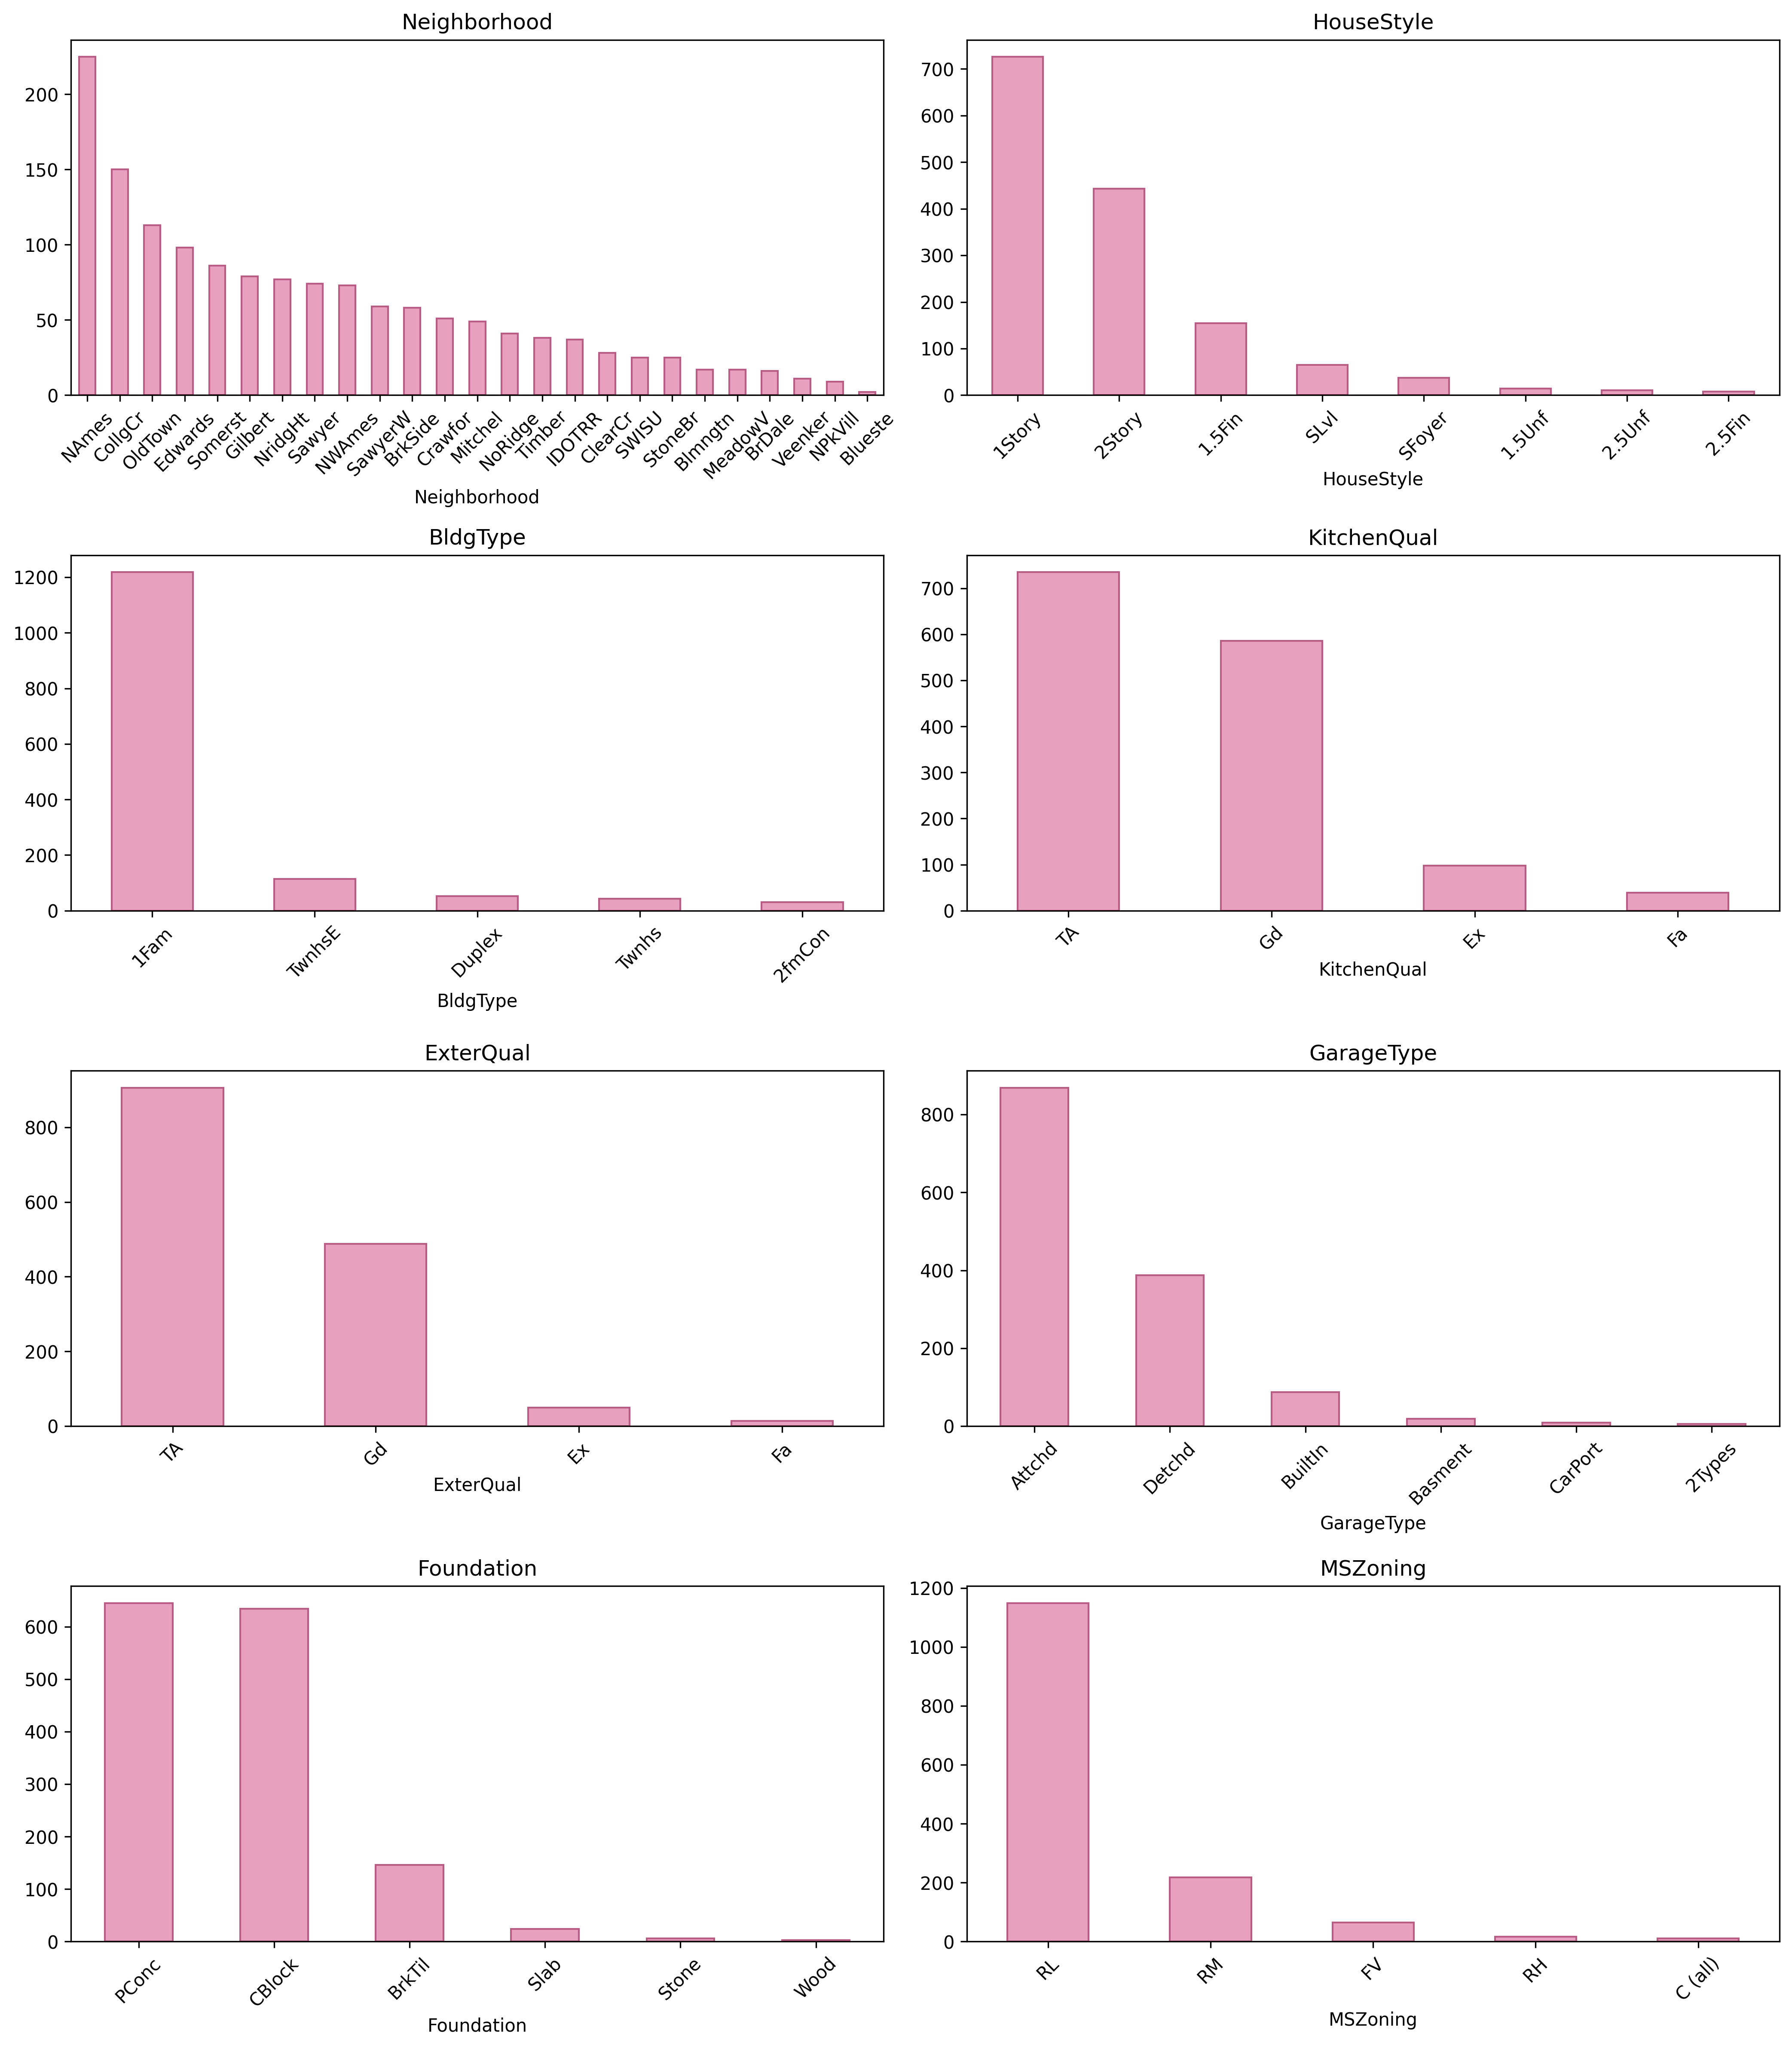 Neighborhood
200
150
100
50
0
NAmes CollgCr OldTown Edwards Somerst Gilbert NridgHt Sawyer NWAmes SawyerW BrkSide Crawfor Mitchel NoRidge Timber IDOTRR ClearCr SWISU StoneBr Blmngtn MeadowV BrDale Veenker NPkVill Blueste
Neighborhood
HouseStyle
700
600
500
400
300
200
100
0
1Story 2Story 1.5Fin SLvl SFoyer 1.5Unf 2.5Unf 2.5Fin
HouseStyle
BldgType
1200
1000
800
600
400
200
0
1Fam TwnhsE Duplex Twnhs 2fmCon
BldgType
KitchenQual
700
600
500
400
300
200
100
0
TA Gd Ex Fa
KitchenQual
ExterQual
800
600
400
200
0
TA Gd Ex Fa
ExterQual
GarageType
800
600
400
200
0
Attchd Detchd BuiltIn Basment CarPort 2Types
GarageType
Foundation
600
500
400
300
200
100
0
PConc CBlock BrkTil Slab Stone Wood
Foundation
MSZoning
1200
1000
800
600
400
200
0
RL RM FV RH C (all)
MSZoning